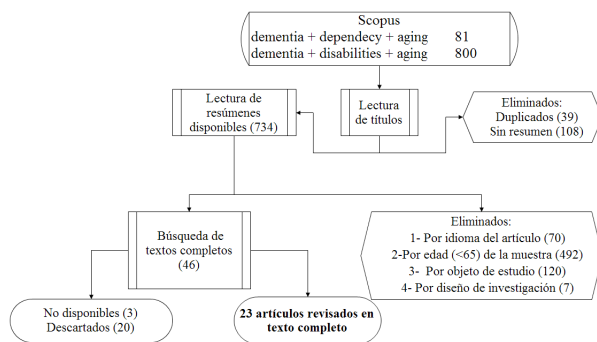 Scopus
dementia + dependecy + aging 81
dementia + disabilities + aging 800
Lectura de
resúmenes
disponibles (734)
Lectura
de títulos
Eliminados:
Duplicados (39)
Sin resumen (108)
Búsqueda de
textos completos
(46)
Eliminados:
1- Por idioma del artículo (70)
2-Por edad (<65) de la muestra (492)
3- Por objeto de estudio (120)
4- Por diseño de investigación (7)
No disponibles (3)
Descartados (20)
23 artículos revisados en
texto completo